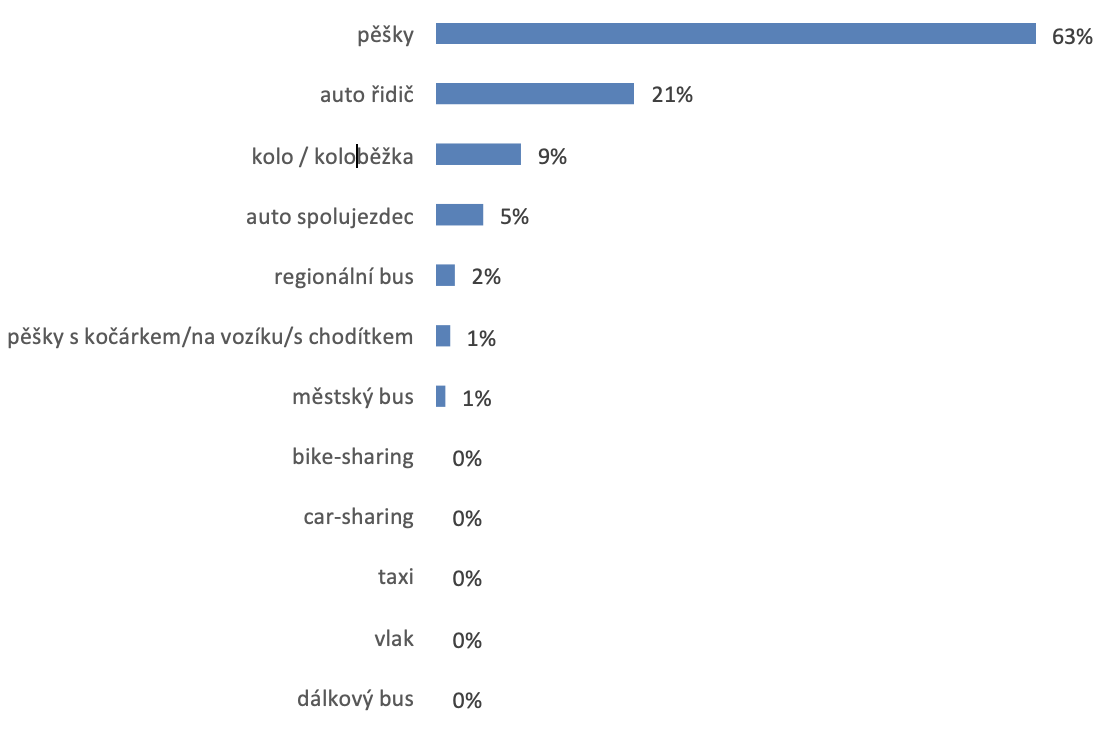 pěšky 63%
auto řidič 21%
kolo / koloběžka 9%
auto spolujezdec 5%
regionální bus 2%
pěšky s kočárkem/na vozíku/s chodítkem 1%
městský bus 1%
bike-sharing 0%
car-sharing 0%
taxi 0%
vlak 0%
dálkový bus 0%